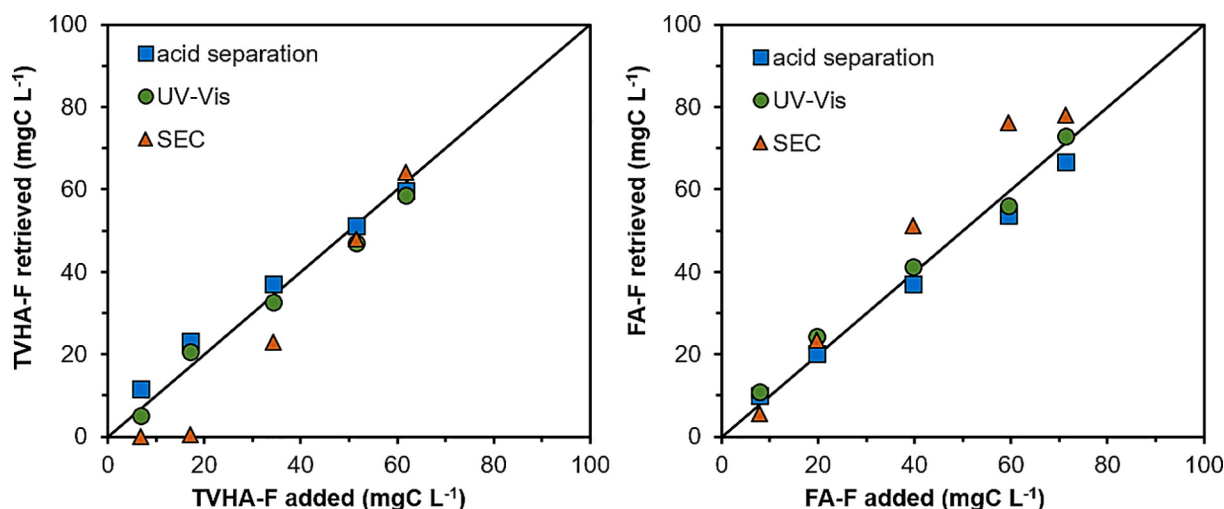 100
80
60
40
20
0
TVHA-F retrieved (mgC L⁻¹)
acid separation
UV-Vis
SEC
0 20 40 60 80 100
TVHA-F added (mgC L⁻¹)
100
80
60
40
20
0
FA-F retrieved (mgC L⁻¹)
acid separation
UV-Vis
SEC
0 20 40 60 80 100
FA-F added (mgC L⁻¹)